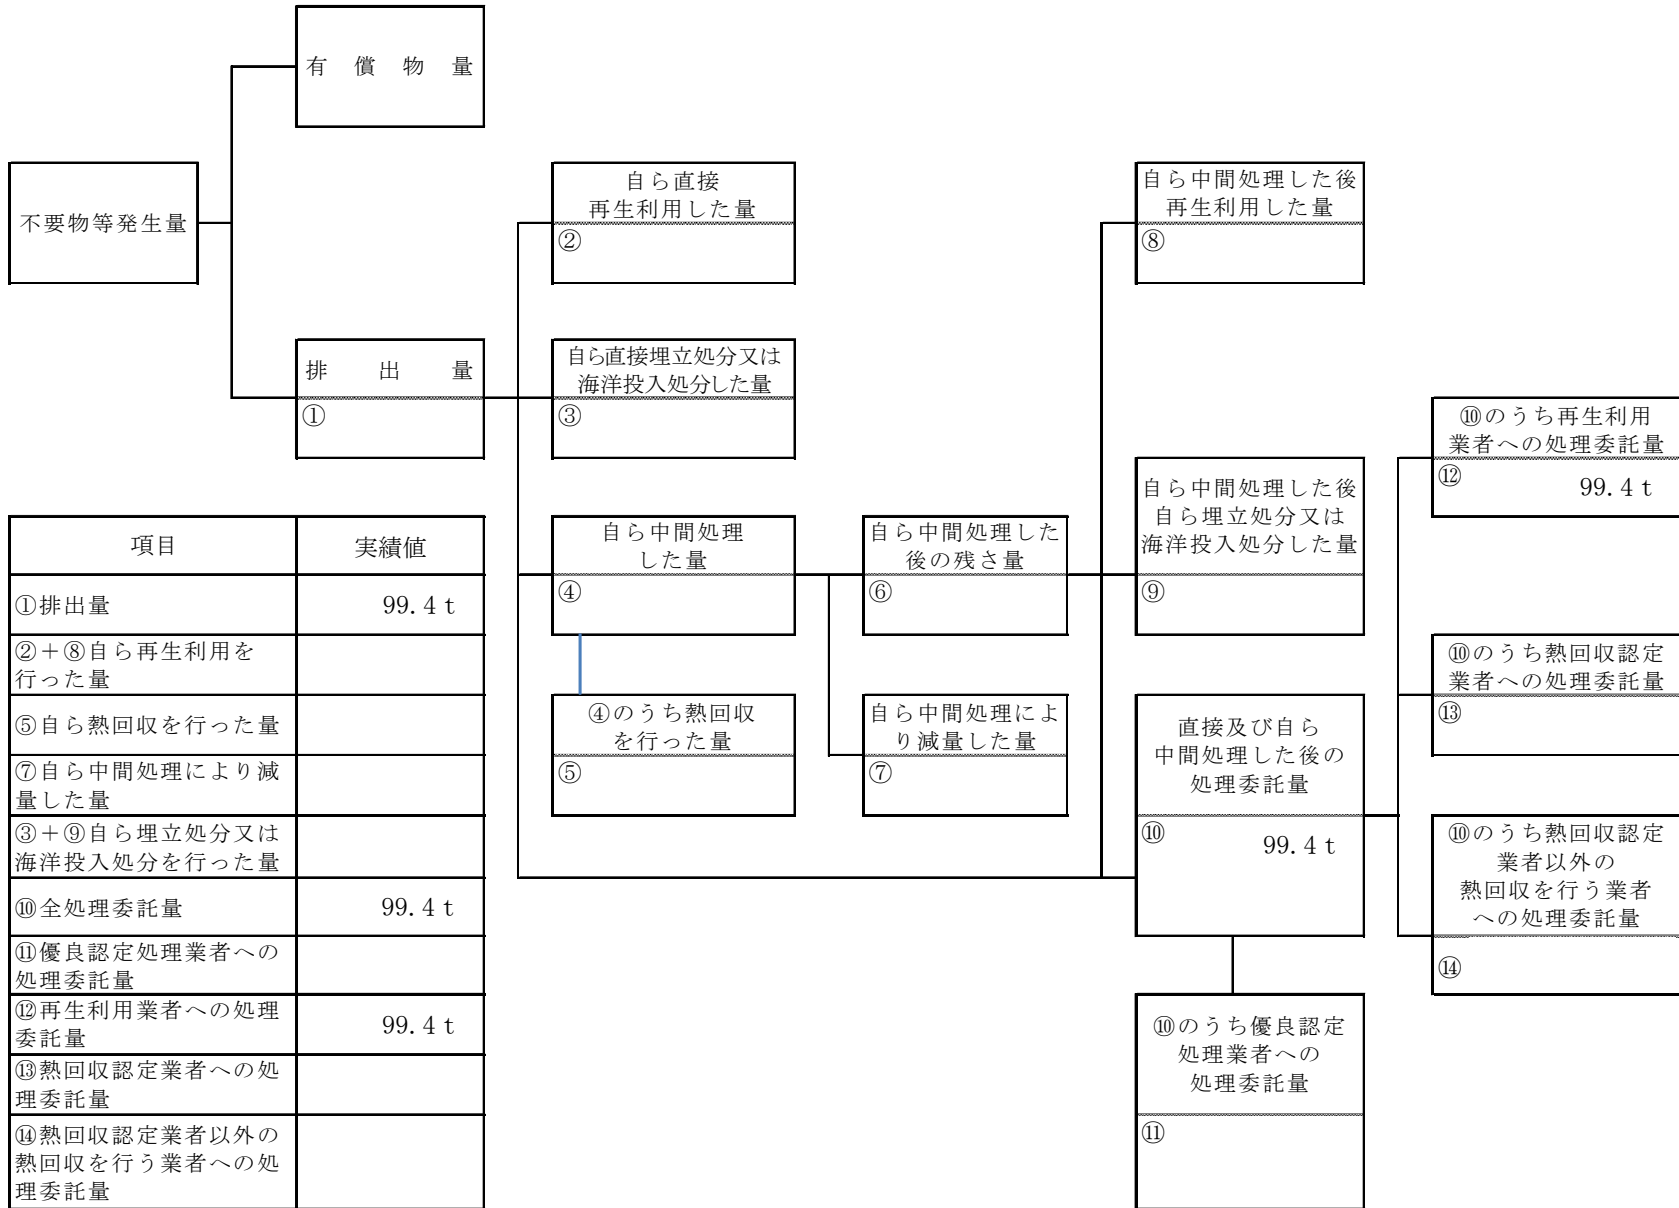 有償物量
不要物等発生量
自ら直接
再生利用した量
②
自ら中間処理した後
再生利用した量
⑧
排出量
①
自ら直接埋立処分又は
海洋投入処分した量
③
⑩のうち再生利用
業者への処理委託量
⑫
99.4 t
自ら中間処理した後
自ら埋立処分又は
海洋投入処分した量
⑨
自ら中間処理
した量
④
自ら中間処理した
後の残さ量
⑥
⑩のうち熱回収認定
業者への処理委託量
⑬
④のうち熱回収
を行った量
⑤
自ら中間処理によ
り減量した量
⑦
直接及び自ら
中間処理した後の
処理委託量
⑩
99.4 t
⑩のうち熱回収認定
業者以外の
熱回収を行う業者
への処理委託量
⑭
⑩のうち優良認定
処理業者への
処理委託量
⑪
項目 実績値
①排出量 99.4 t
②＋⑧自ら再生利用を
行った量
⑤自ら熱回収を行った量
⑦自ら中間処理により減
量した量
③＋⑨自ら埋立処分又は
海洋投入処分を行った量
⑩全処理委託量 99.4 t
⑪優良認定処理業者への
処理委託量
⑫再生利用業者への処理
委託量 99.4 t
⑬熱回収認定業者への処
理委託量
⑭熱回収認定業者以外の
熱回収を行う業者への処
理委託量